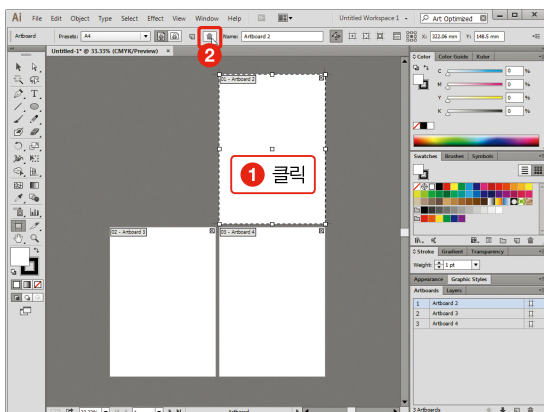 Ai File Edit Object Type Select Effect View Window Help Untitled Workspace 1 Art Optimized
Artboard Presets: A4 Name: Artboard 2 X: 322.06 mm Y: 148.5 mm
Untitled-1* @ 33.33% (CMYK/Preview) ×
2
01 - Artboard 2
1 클릭
02 - Artboard 3
03 - Artboard 4
Color Color Guide Kuler
C 0 %
M 0 %
Y 0 %
K 0 %
Swatches Brushes Symbols
Stroke Gradient Transparency
Weight: 1 pt
Appearance Graphic Styles
Artboards Layers
1 Artboard 2
2 Artboard 3
3 Artboard 4
3 Artboards
33.33% Artboard